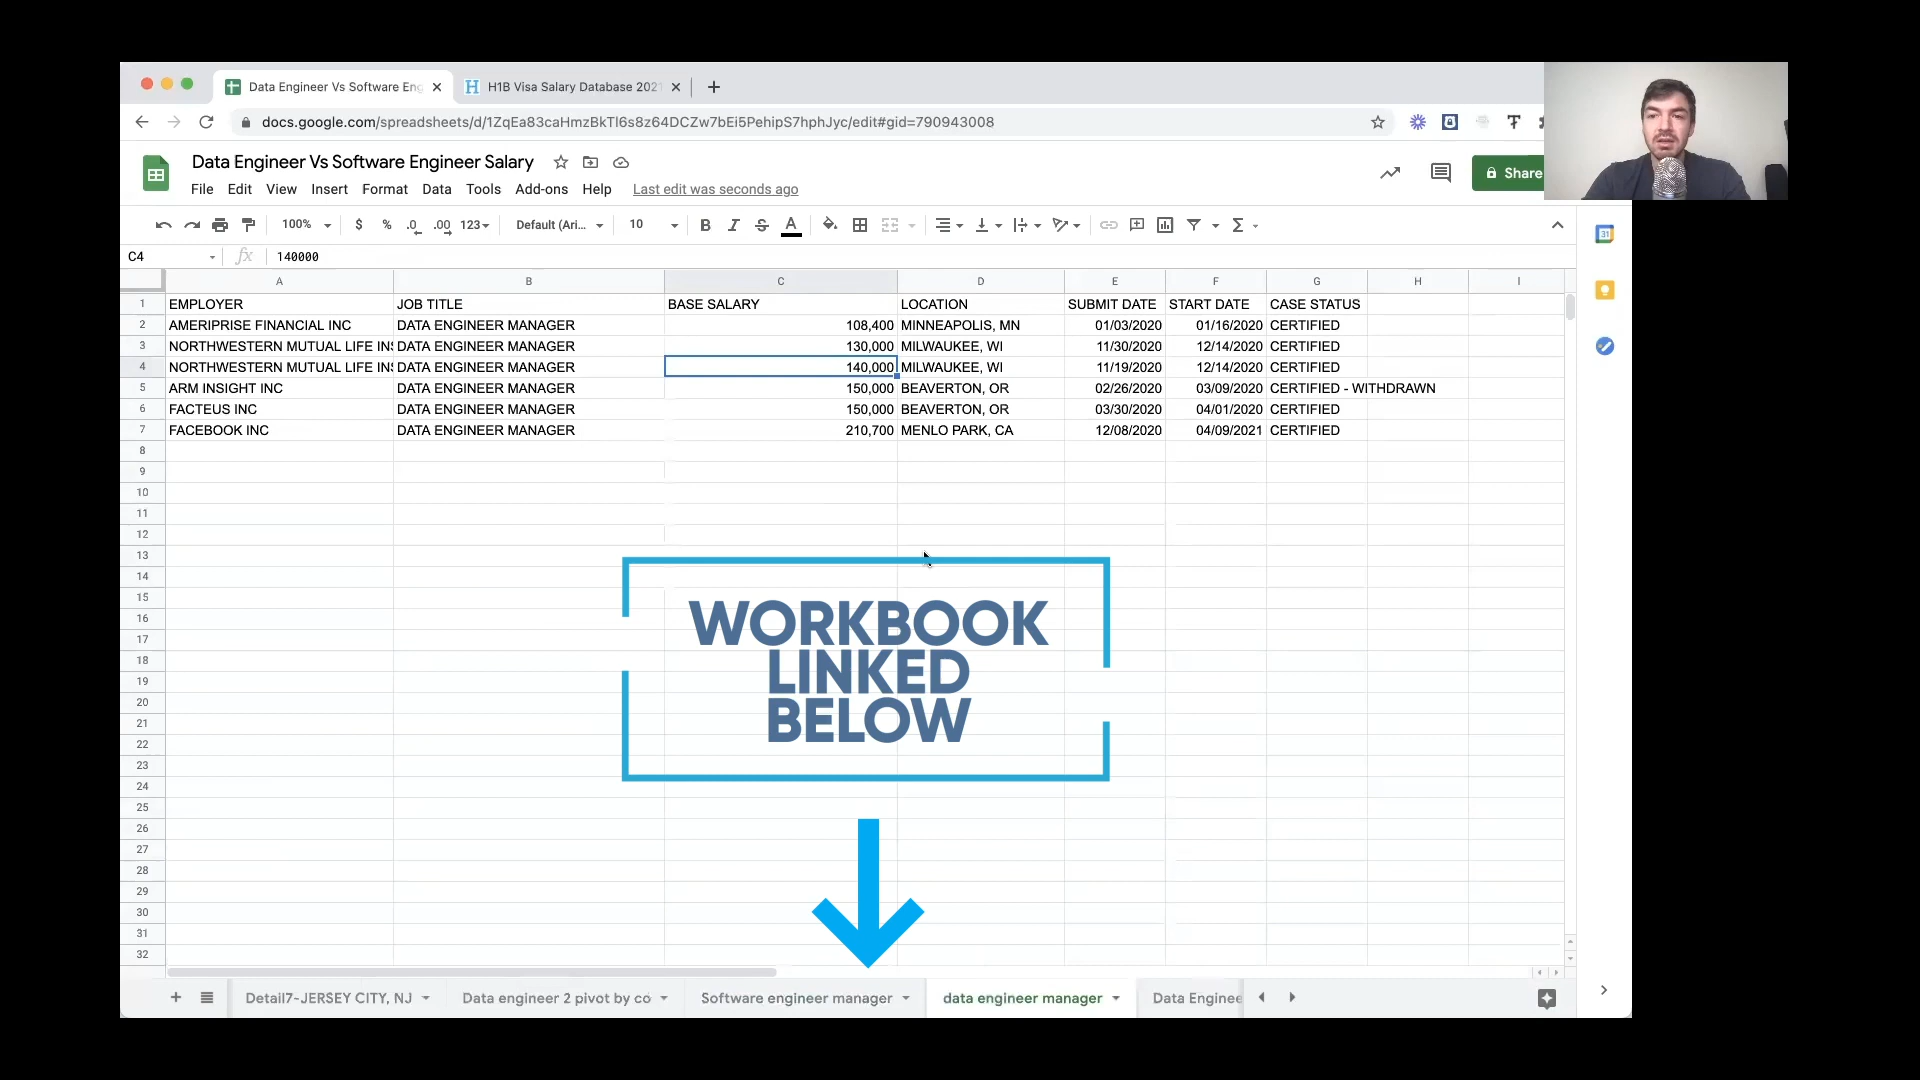 Data Engineer Vs Software Eng
H1B Visa Salary Database 2021
docs.google.com/spreadsheets/d/1ZqEa83caHmzBkTI6s8z64DCZw7bEi5PehipS7hphJyc/edit#gid=790943008
Data Engineer Vs Software Engineer Salary
Share
File Edit View Insert Format Data Tools Add-ons Help Last edit was seconds ago
100% $ % .0 .00 123 Default (Ari... 10 B I S A
C4 fx 140000
A B C D E F G H I
1 EMPLOYER JOB TITLE BASE SALARY LOCATION SUBMIT DATE START DATE CASE STATUS
2 AMERIPRISE FINANCIAL INC DATA ENGINEER MANAGER 108,400 MINNEAPOLIS, MN 01/03/2020 01/16/2020 CERTIFIED
3 NORTHWESTERN MUTUAL LIFE INS DATA ENGINEER MANAGER 130,000 MILWAUKEE, WI 11/30/2020 12/14/2020 CERTIFIED
4 NORTHWESTERN MUTUAL LIFE INS DATA ENGINEER MANAGER 140,000 MILWAUKEE, WI 11/19/2020 12/14/2020 CERTIFIED
5 ARM INSIGHT INC DATA ENGINEER MANAGER 150,000 BEAVERTON, OR 02/26/2020 03/09/2020 CERTIFIED - WITHDRAWN
6 FACTEUS INC DATA ENGINEER MANAGER 150,000 BEAVERTON, OR 03/30/2020 04/01/2020 CERTIFIED
7 FACEBOOK INC DATA ENGINEER MANAGER 210,700 MENLO PARK, CA 12/08/2020 04/09/2021 CERTIFIED
8
9
10
11
12
13
14
15
16
17
18
19
20
21
22
23
24
25
26
27
28
29
30
31
32
WORKBOOK
LINKED
BELOW
Detail7-JERSEY CITY, NJ Data engineer 2 pivot by co Software engineer manager data engineer manager Data Enginee